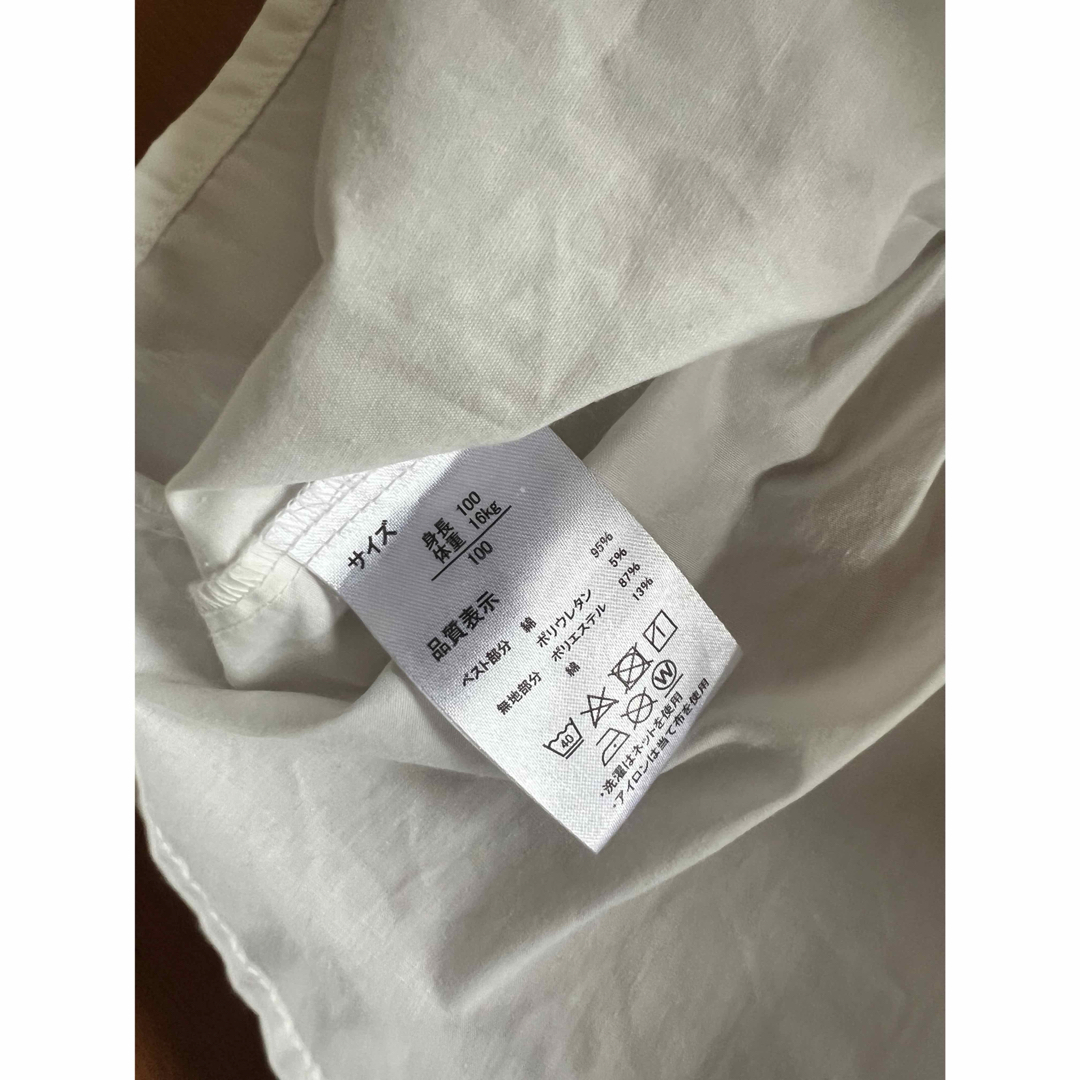 サイズ
身長 100
体重 16kg
100
品質表示
ベスト部分 綿 95%
ポリウレタン 5%
無地部分 ポリエステル 87%
綿 13%
40
W
・洗濯はネットを使用
・アイロンは当て布を使用